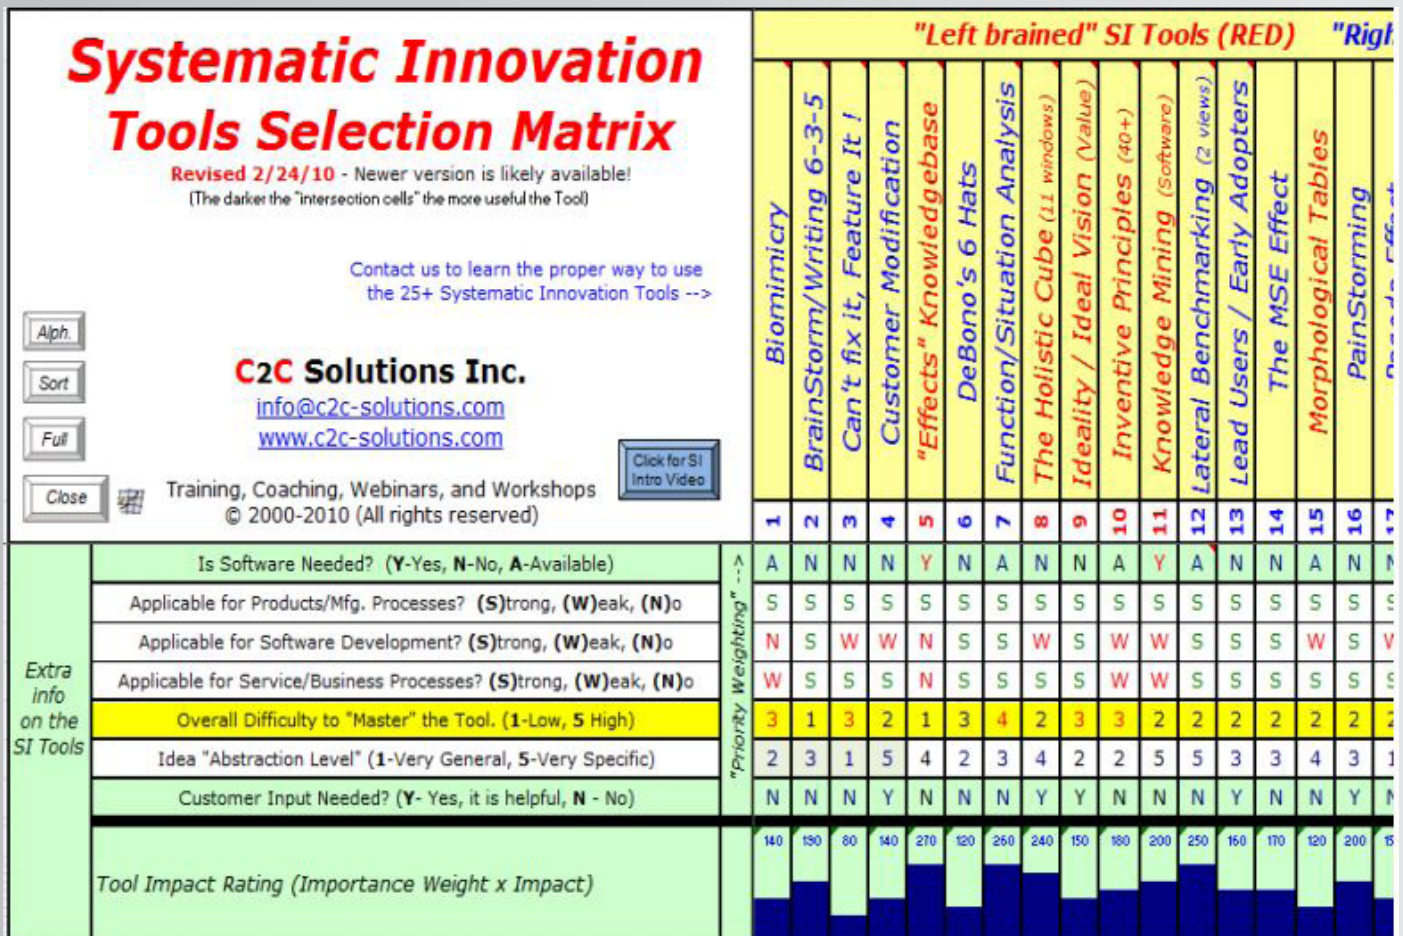 Systematic Innovation
Tools Selection Matrix
Revised 2/24/10 - Newer version is likely available!
(The darker the "intersection cells" the more useful the Tool)
Contact us to learn the proper way to use
the 25+ Systematic Innovation Tools -->
Alph.
Sort
Full
Close
C2C Solutions Inc.
info@c2c-solutions.com
www.c2c-solutions.com
Click for SI
Intro Video
Training, Coaching, Webinars, and Workshops
© 2000-2010 (All rights reserved)
"Left brained" SI Tools (RED) "Righ
Biomimicry
BrainStorm/Writing 6-3-5
Can't fix it, Feature It !
Customer Modification
"Effects" Knowledgebase
DeBono's 6 Hats
Function/Situation Analysis
The Holistic Cube (11 windows)
Ideality / Ideal Vision (Value)
Inventive Principles (40+)
Knowledge Mining (Software)
Lateral Benchmarking (2 views)
Lead Users / Early Adopters
The MSE Effect
Morphological Tables
PainStorming
1 2 3 4 5 6 7 8 9 10 11 12 13 14 15 16 17
Extra
info
on the
SI Tools
"Priority Weighting" -->
Is Software Needed? (Y-Yes, N-No, A-Available) A N N N Y N A N N A Y A N N A N N
Applicable for Products/Mfg. Processes? (S)trong, (W)eak, (N)o S S S S S S S S S S S S S S S S S
Applicable for Software Development? (S)trong, (W)eak, (N)o N S W W N S S W S W W S S S W S W
Applicable for Service/Business Processes? (S)trong, (W)eak, (N)o W S S S N S S S S W W S S S S S S
Overall Difficulty to "Master" the Tool. (1-Low, 5 High) 3 1 3 2 1 3 4 2 3 3 2 2 2 2 2 2 2
Idea "Abstraction Level" (1-Very General, 5-Very Specific) 2 3 1 5 4 2 3 4 2 2 5 5 3 3 4 3 1
Customer Input Needed? (Y- Yes, it is helpful, N - No) N N N Y N N N Y Y N N N Y N N Y N
Tool Impact Rating (Importance Weight x Impact) 140 190 80 140 270 120 260 240 150 180 200 250 160 170 120 200 15